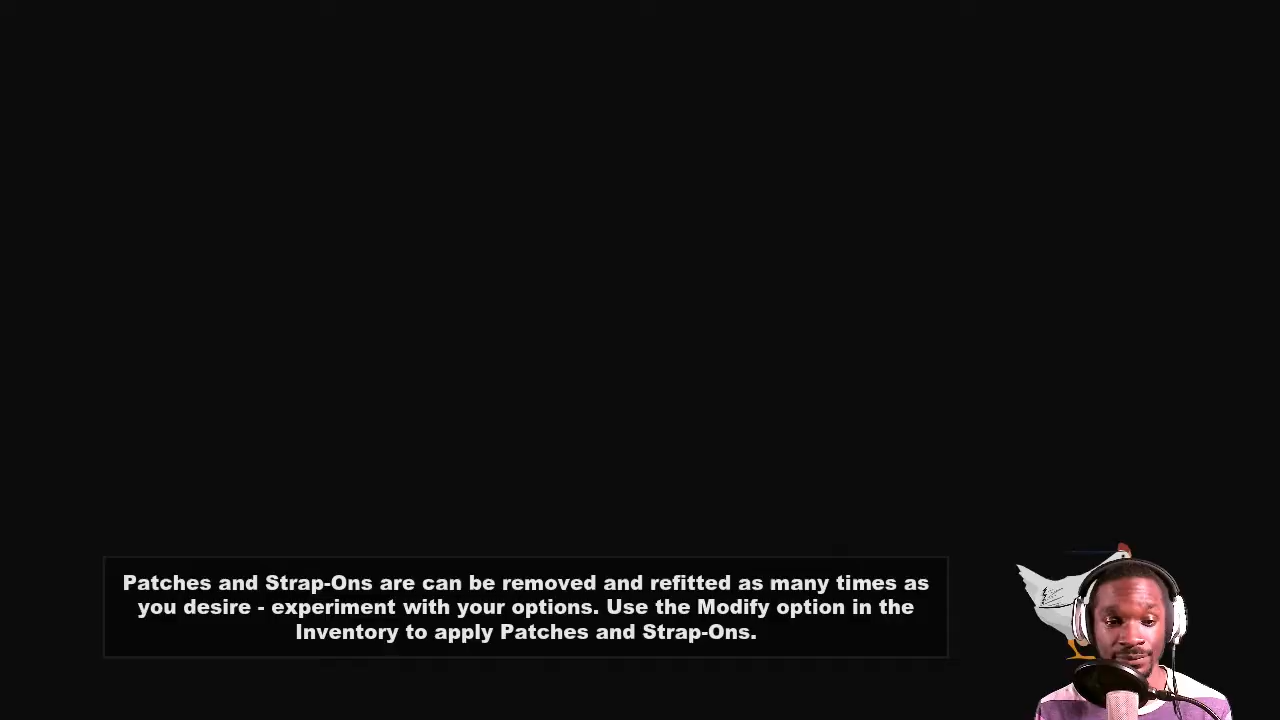 Patches and Strap-Ons are can be removed and refitted as many times as
you desire - experiment with your options. Use the Modify option in the
Inventory to apply Patches and Strap-Ons.